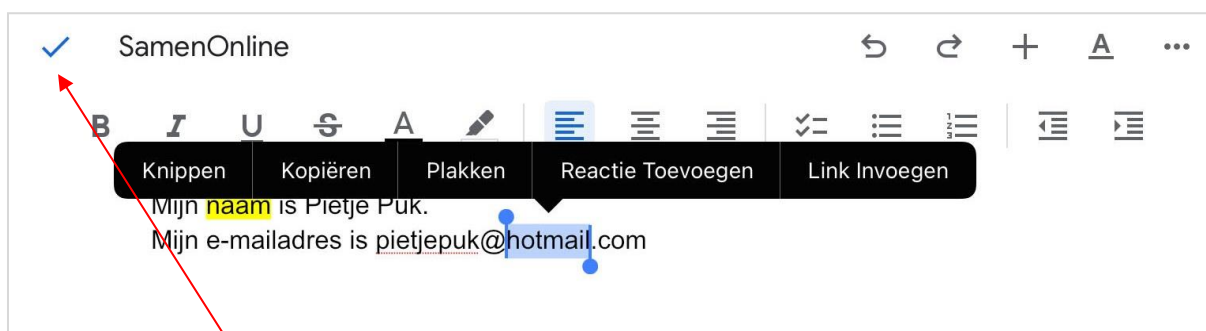 SamenOnline
A
B I U S A
Knippen Kopiëren Plakken Reactie Toevoegen Link Invoegen
Mijn naam is Pietje Puk.
Mijn e-mailadres is pietjepuk@hotmail.com